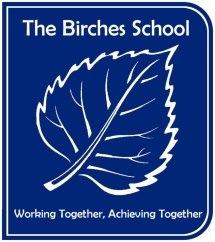 The Birches School
Working Together, Achieving Together